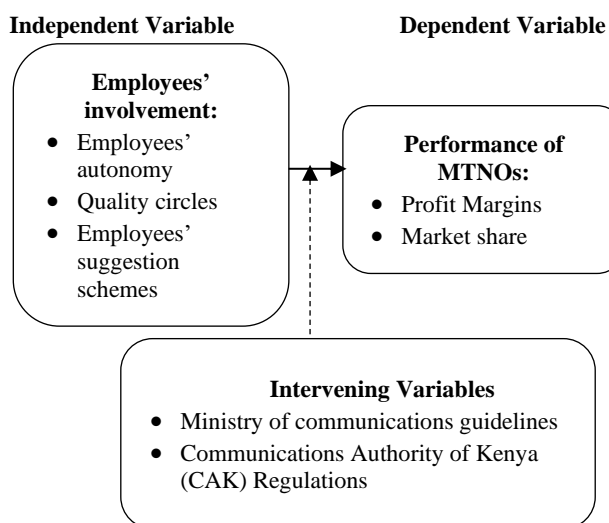 Independent Variable
Dependent Variable
Employees’
involvement:
• Employees’
autonomy
• Quality circles
• Employees’
suggestion
schemes
Performance of
MTNOs:
• Profit Margins
• Market share
Intervening Variables
• Ministry of communications guidelines
• Communications Authority of Kenya
(CAK) Regulations